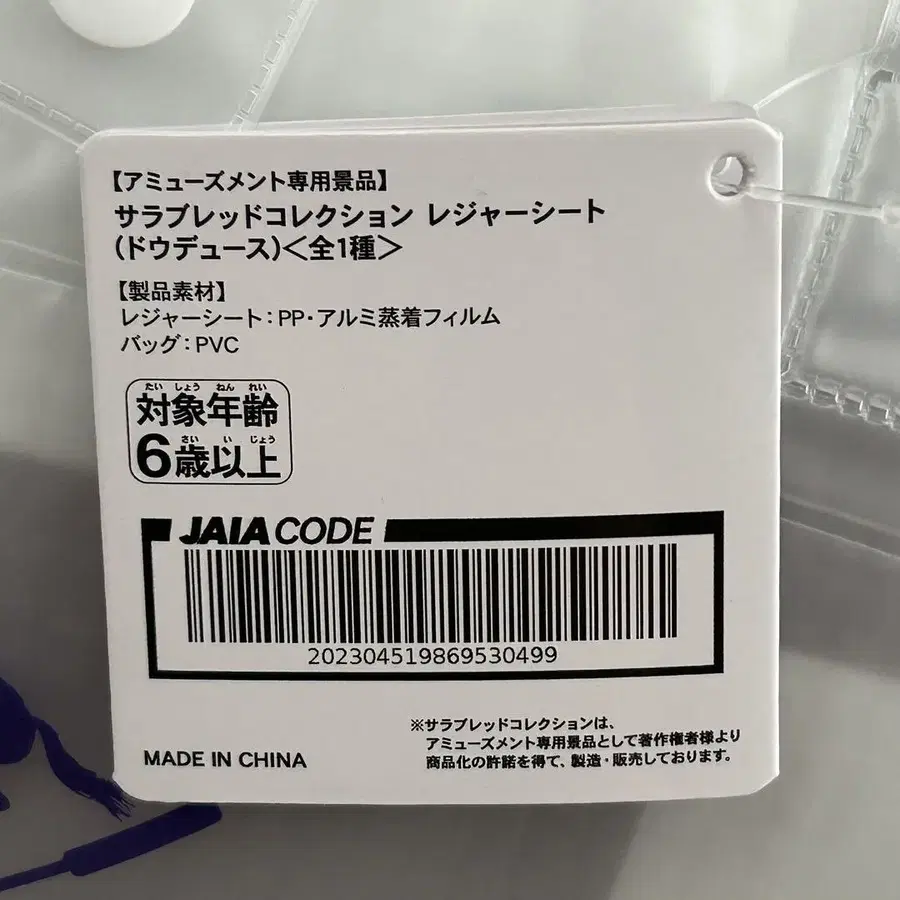 【アミューズメント専用景品】
サラブレッドコレクション レジャーシート
(ドウデュース)<全1種>
【製品素材】
レジャーシート:PP・アルミ蒸着フィルム
バッグ:PVC
たい しょう ねん れい
対象年齢
さい い じょう
6歳以上
JAIA CODE
202304519869530499
※サラブレッドコレクションは、
アミューズメント専用景品として著作権者様より
商品化の許諾を得て、製造・販売しております。
MADE IN CHINA